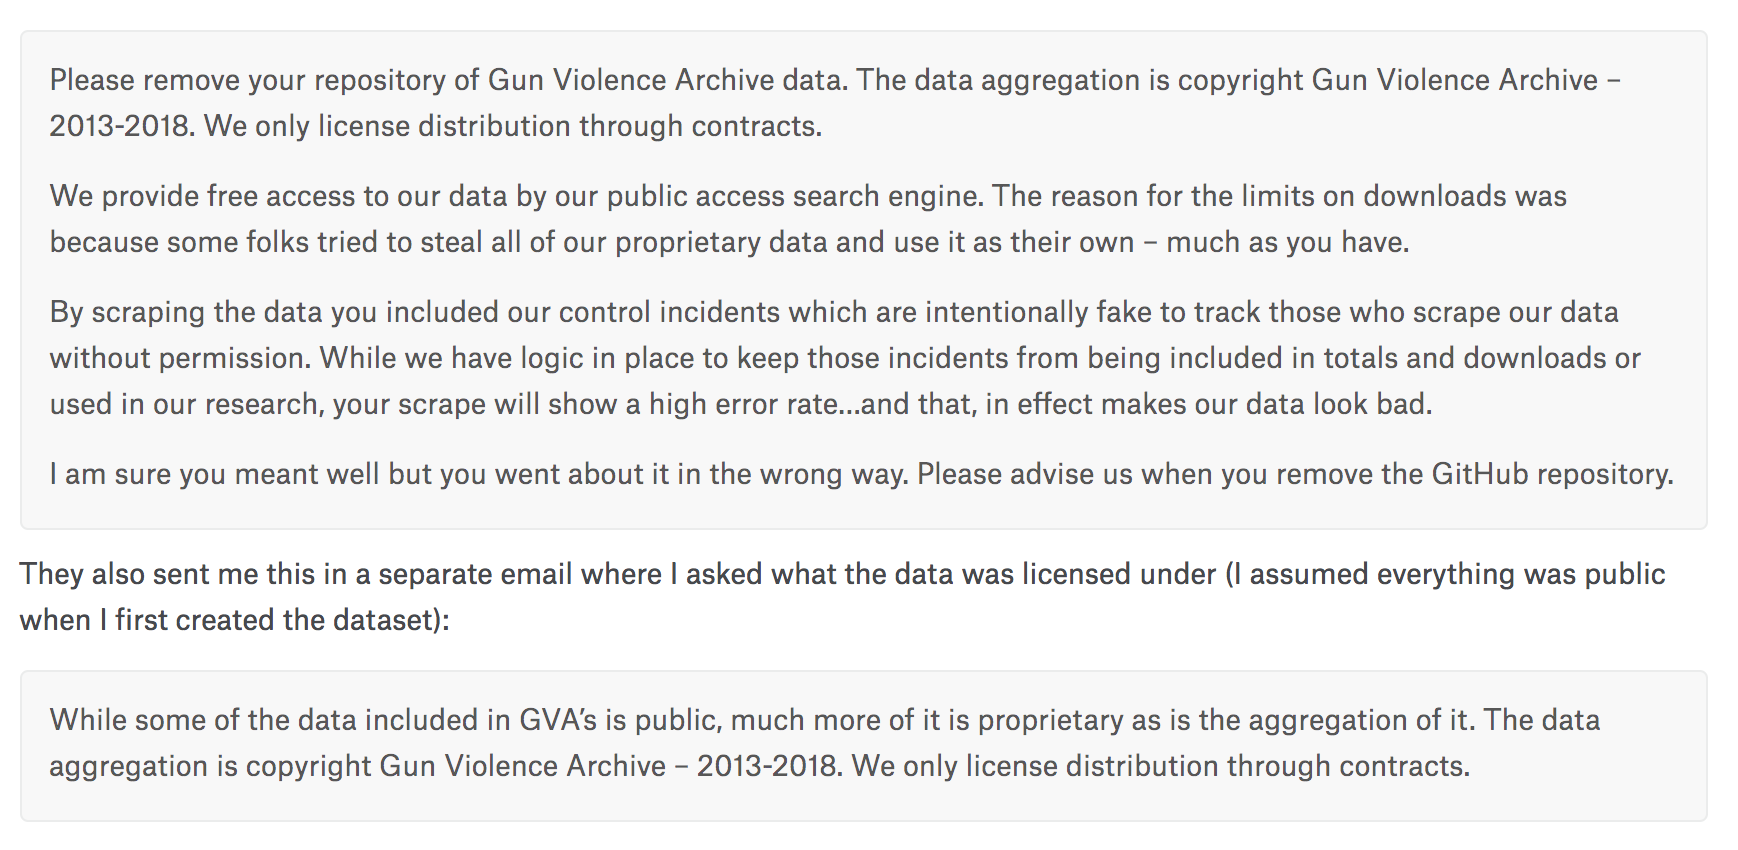 Please remove your repository of Gun Violence Archive data. The data aggregation is copyright Gun Violence Archive –
2013-2018. We only license distribution through contracts.
We provide free access to our data by our public access search engine. The reason for the limits on downloads was
because some folks tried to steal all of our proprietary data and use it as their own – much as you have.
By scraping the data you included our control incidents which are intentionally fake to track those who scrape our data
without permission. While we have logic in place to keep those incidents from being included in totals and downloads or
used in our research, your scrape will show a high error rate...and that, in effect makes our data look bad.
I am sure you meant well but you went about it in the wrong way. Please advise us when you remove the GitHub repository.
They also sent me this in a separate email where I asked what the data was licensed under (I assumed everything was public
when I first created the dataset):
While some of the data included in GVA’s is public, much more of it is proprietary as is the aggregation of it. The data
aggregation is copyright Gun Violence Archive – 2013-2018. We only license distribution through contracts.